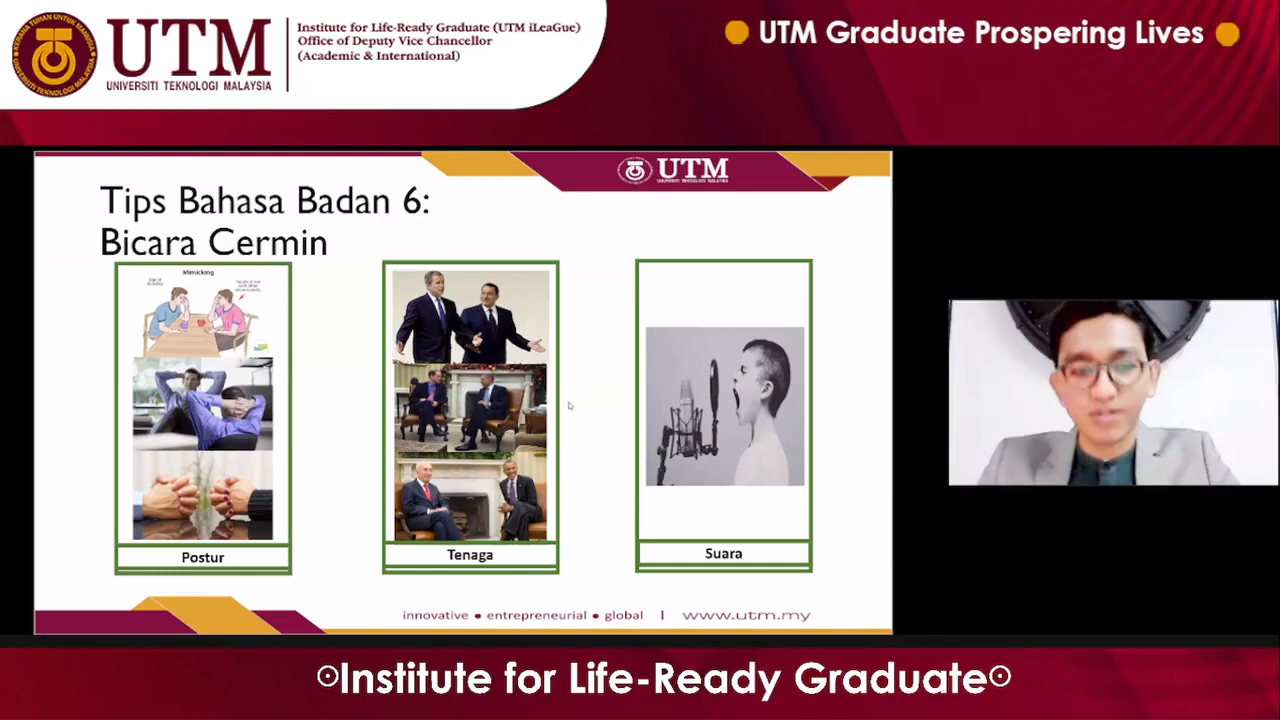 UTM
UNIVERSITI TEKNOLOGI MALAYSIA
Institute for Life-Ready Graduate (UTM iLeaGue)
Office of Deputy Vice Chancellor
(Academic & International)
UTM Graduate Prospering Lives
UTM
Tips Bahasa Badan 6:
Bicara Cermin
Mimicking
Postur
Tenaga
Suara
innovative ● entrepreneurial ● global | www.utm.my
Institute for Life-Ready Graduate